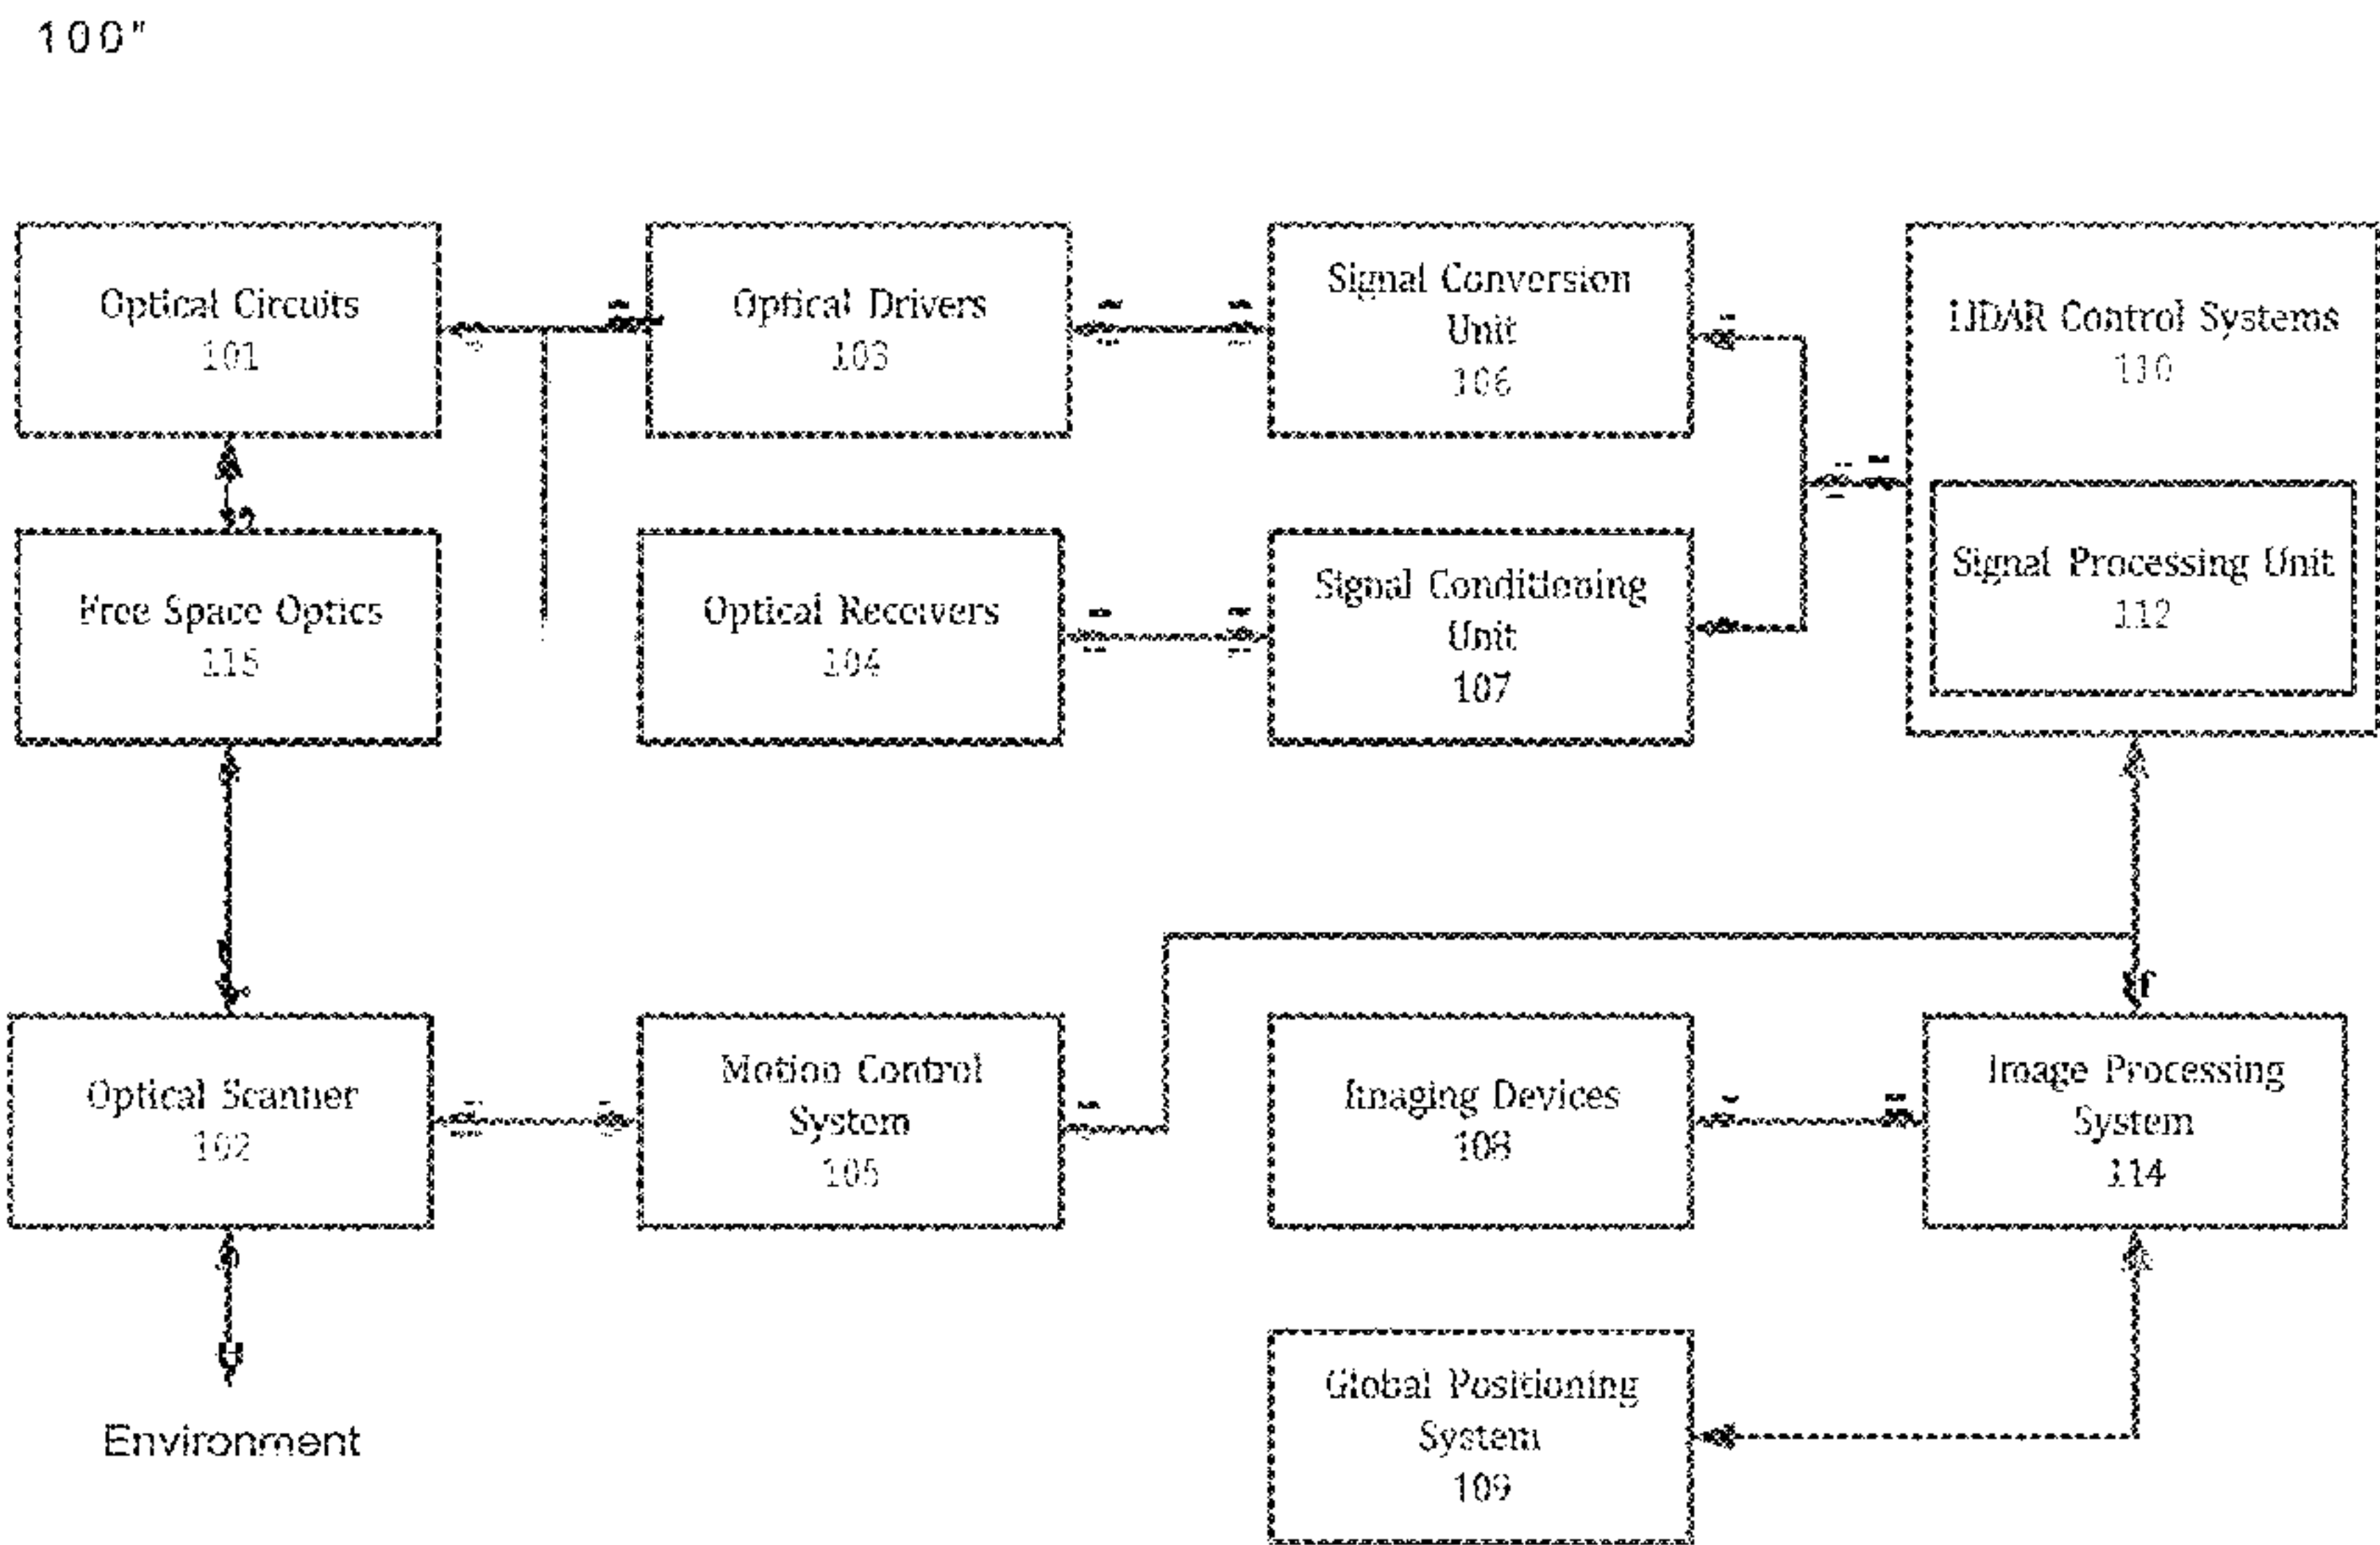 100"
Optical Circuits
101
Optical Drivers
103
Signal Conversion
Unit
106
LIDAR Control Systems
110
Free Space Optics
115
Optical Receivers
104
Signal Conditioning
Unit
107
Signal Processing Unit
112
Optical Scanner
102
Motion Control
System
105
Imaging Devices
108
Image Processing
System
114
Environment
Global Positioning
System
109